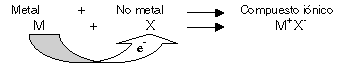 Metal + No metal Compuesto iónico
M + X M⁺X⁻
e⁻